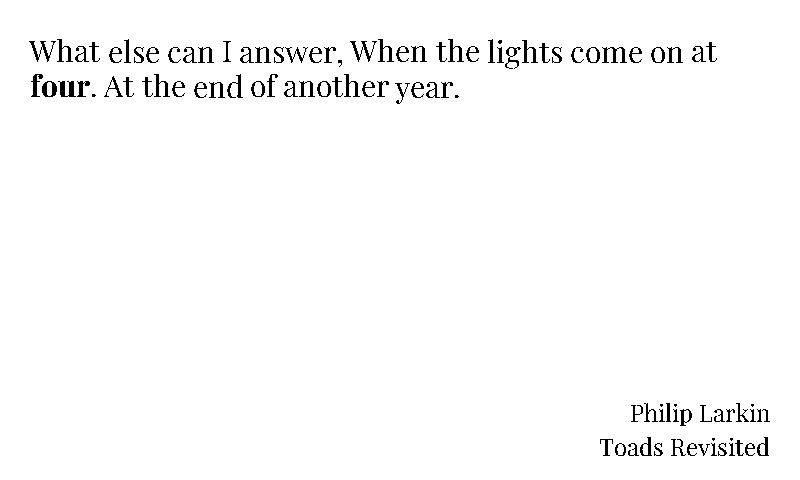 What else can I answer, When the lights come on at
four. At the end of another year.
Philip Larkin
Toads Revisited